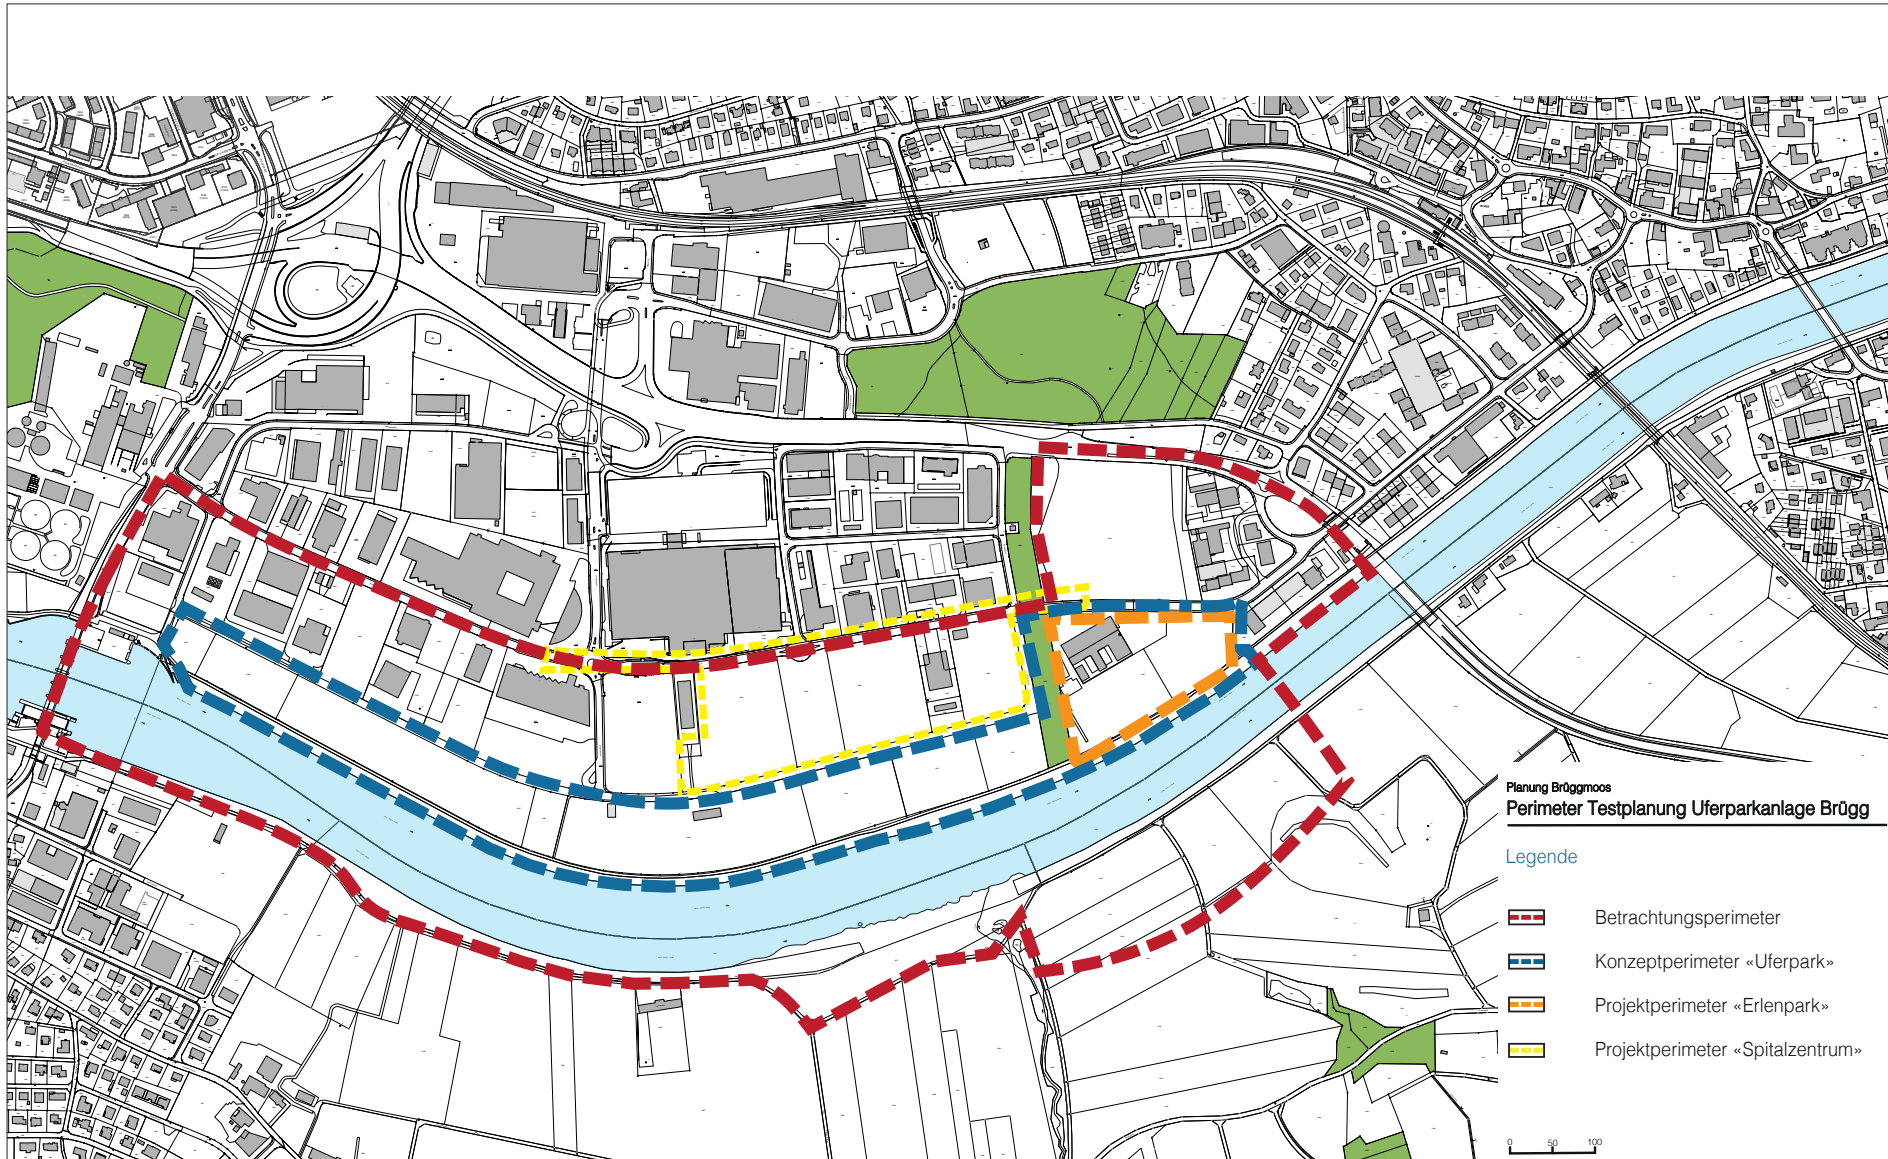 Planung Brüggmoos
Perimeter Testplanung Uferparkanlage Brügg
Legende
Betrachtungsperimeter
Konzeptperimeter «Uferpark»
Projektperimeter «Erlenpark»
Projektperimeter «Spitalzentrum»
0 50 100